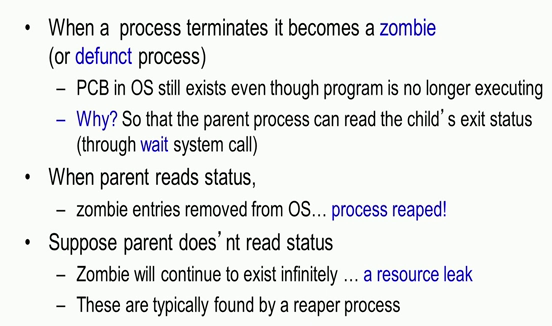 • When a process terminates it becomes a zombie
(or defunct process)
– PCB in OS still exists even though program is no longer executing
– Why? So that the parent process can read the child's exit status
(through wait system call)
• When parent reads status,
– zombie entries removed from OS… process reaped!
• Suppose parent does'nt read status
– Zombie will continue to exist infinitely … a resource leak
– These are typically found by a reaper process